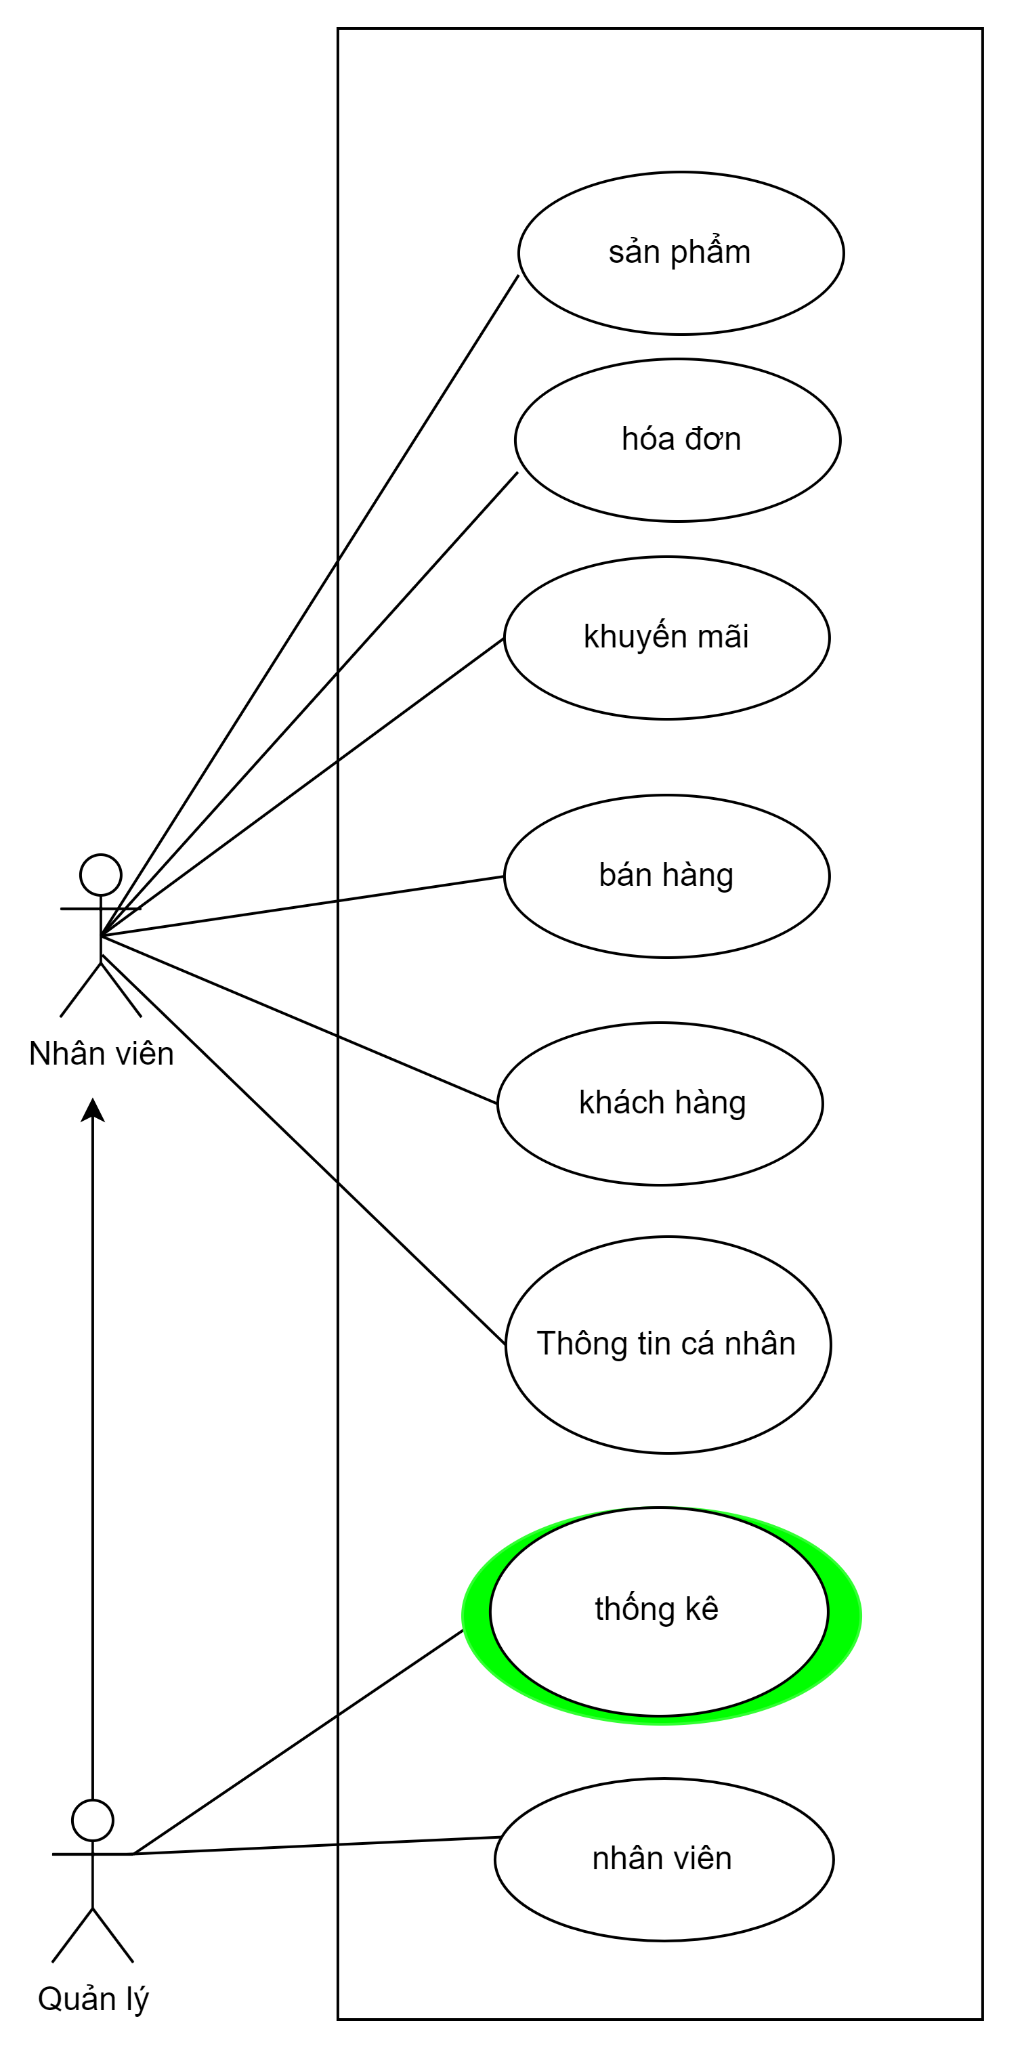 sản phẩm
hóa đơn
khuyến mãi
bán hàng
Nhân viên
khách hàng
Thông tin cá nhân
thống kê
nhân viên
Quản lý